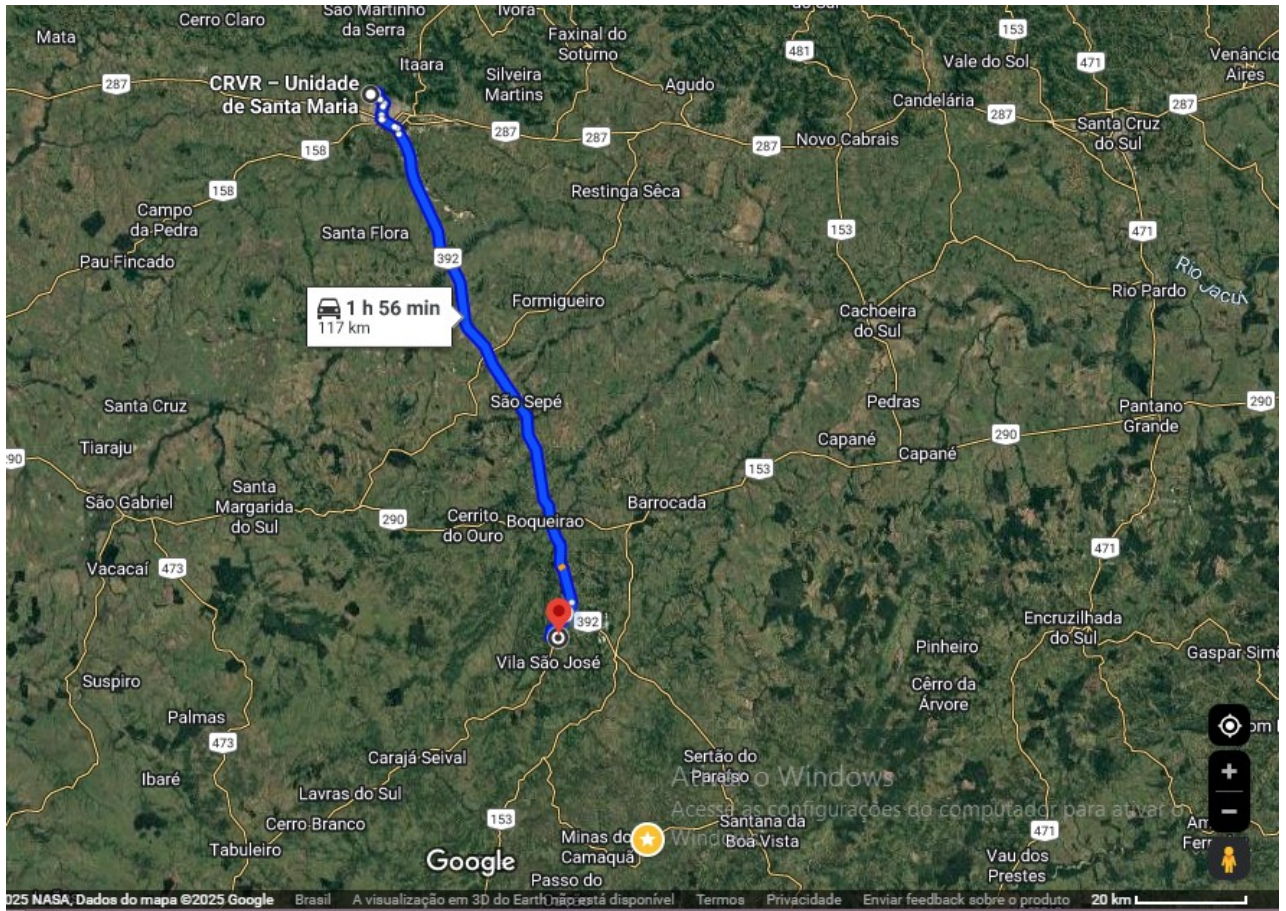 Cerro Claro
São Martinho
da Serra
Ivorá
Mata
Faxinal do
Soturno
Itaara
Silveira
Martins
Agudo
481
153
Vale do Sol
471
Venâncio
Aires
287
CRVR – Unidade
de Santa Maria
Candelária
287
287
Santa Cruz
do Sul
287
287
287
Novo Cabrais
158
158
Restinga Sêca
Campo
da Pedra
Santa Flora
153
471
Pau Fincado
392
Rio Jacuí
Rio Pardo
1 h 56 min
117 km
Formigueiro
Cachoeira
do Sul
Santa Cruz
São Sepé
Pedras
290
Pantano
Grande
Tiaraju
Capané
290
Capané
290
153
São Gabriel
Santa
Margarida
do Sul
290
Cerrito
do Ouro
Boqueirao
Barrocada
Vacacaí
473
471
392
Encruzilhada
do Sul
Vila São José
Pinheiro
Gaspar Simõ
Suspiro
Cêrro da
Árvore
Palmas
473
Carajá Seival
Sertão do
Paraiso
Ibaré
Lavras do Sul
Ativar o Windows
Acesse as configurações do computador para ativar o
Windows
153
Cerro Branco
Minas do
Camaquã
Santana da
Boa Vista
471
Tabuleiro
Google
Passo do
Vau dos
Prestes
025 NASA, Dados do mapa ©2025 Google
Brasil
A visualização em 3D do Earth não está disponível
Termos
Privacidade
Enviar feedback sobre o produto
20 km